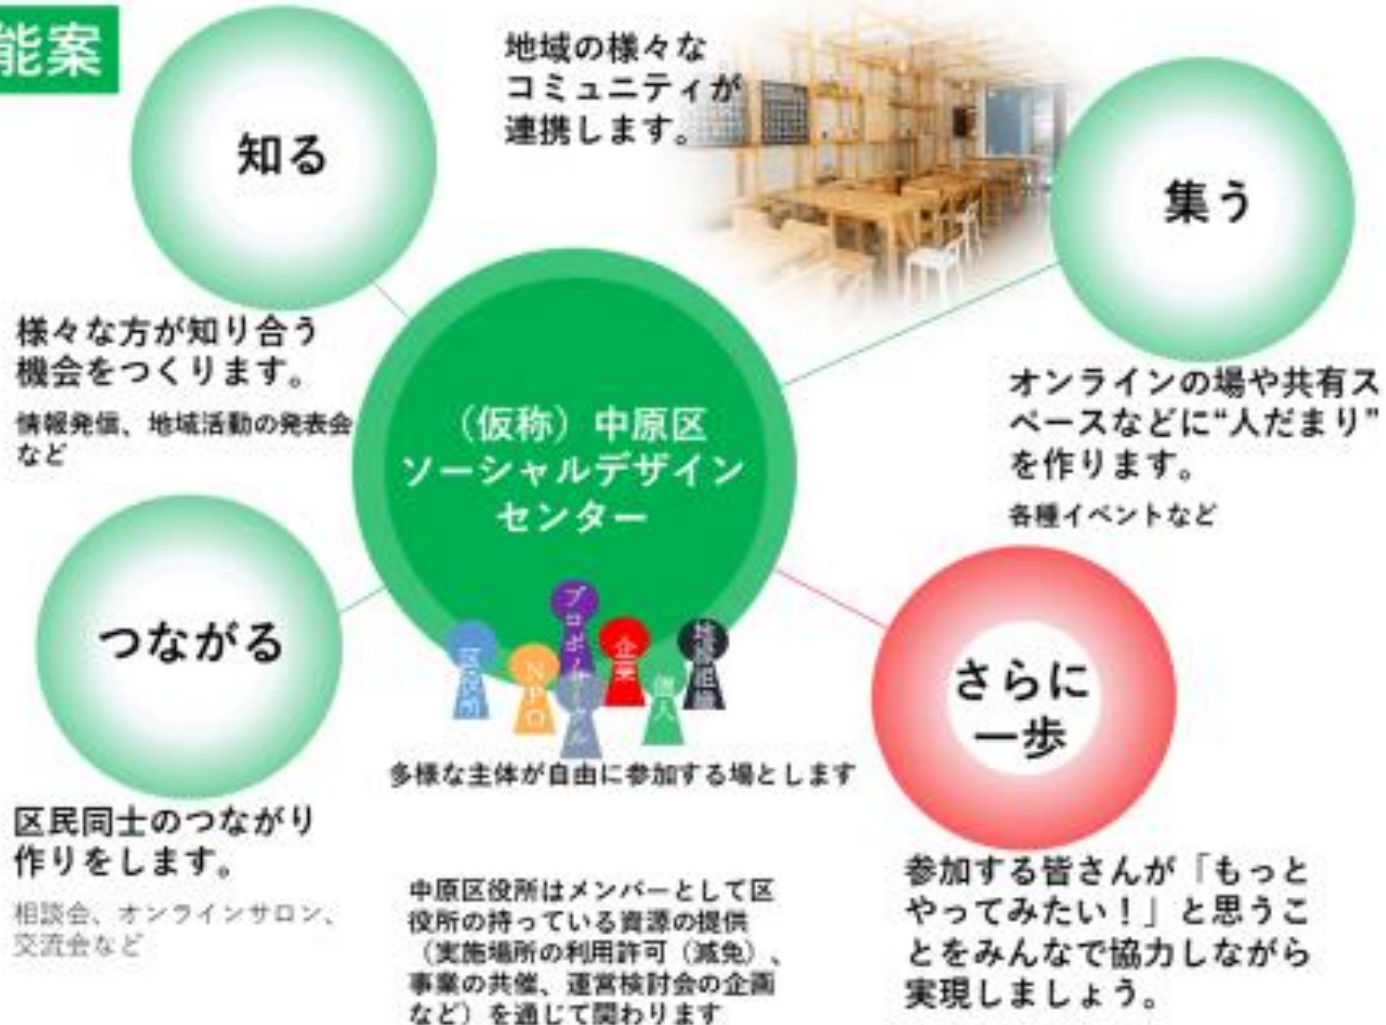 能案
知る
様々な方が知り合う
機会をつくります。
情報発信、地域活動の発表会
など
地域の様々な
コミュニティが
連携します。
集う
オンラインの場や共有ス
ペースなどに“人だまり”
を作ります。
各種イベントなど
（仮称）中原区
ソーシャルデザイン
センター
区役所
NPO
プロボノ
サークル
企業
個人
地縁組織
多様な主体が自由に参加する場とします
つながる
区民同士のつながり
作りをします。
相談会、オンラインサロン、
交流会など
中原区役所はメンバーとして区
役所の持っている資源の提供
（実施場所の利用許可（減免）、
事業の共催、運営検討会の企画
など）を通じて関わります
さらに
一歩
参加する皆さんが「もっと
やってみたい！」と思うこ
とをみんなで協力しながら
実現しましょう。